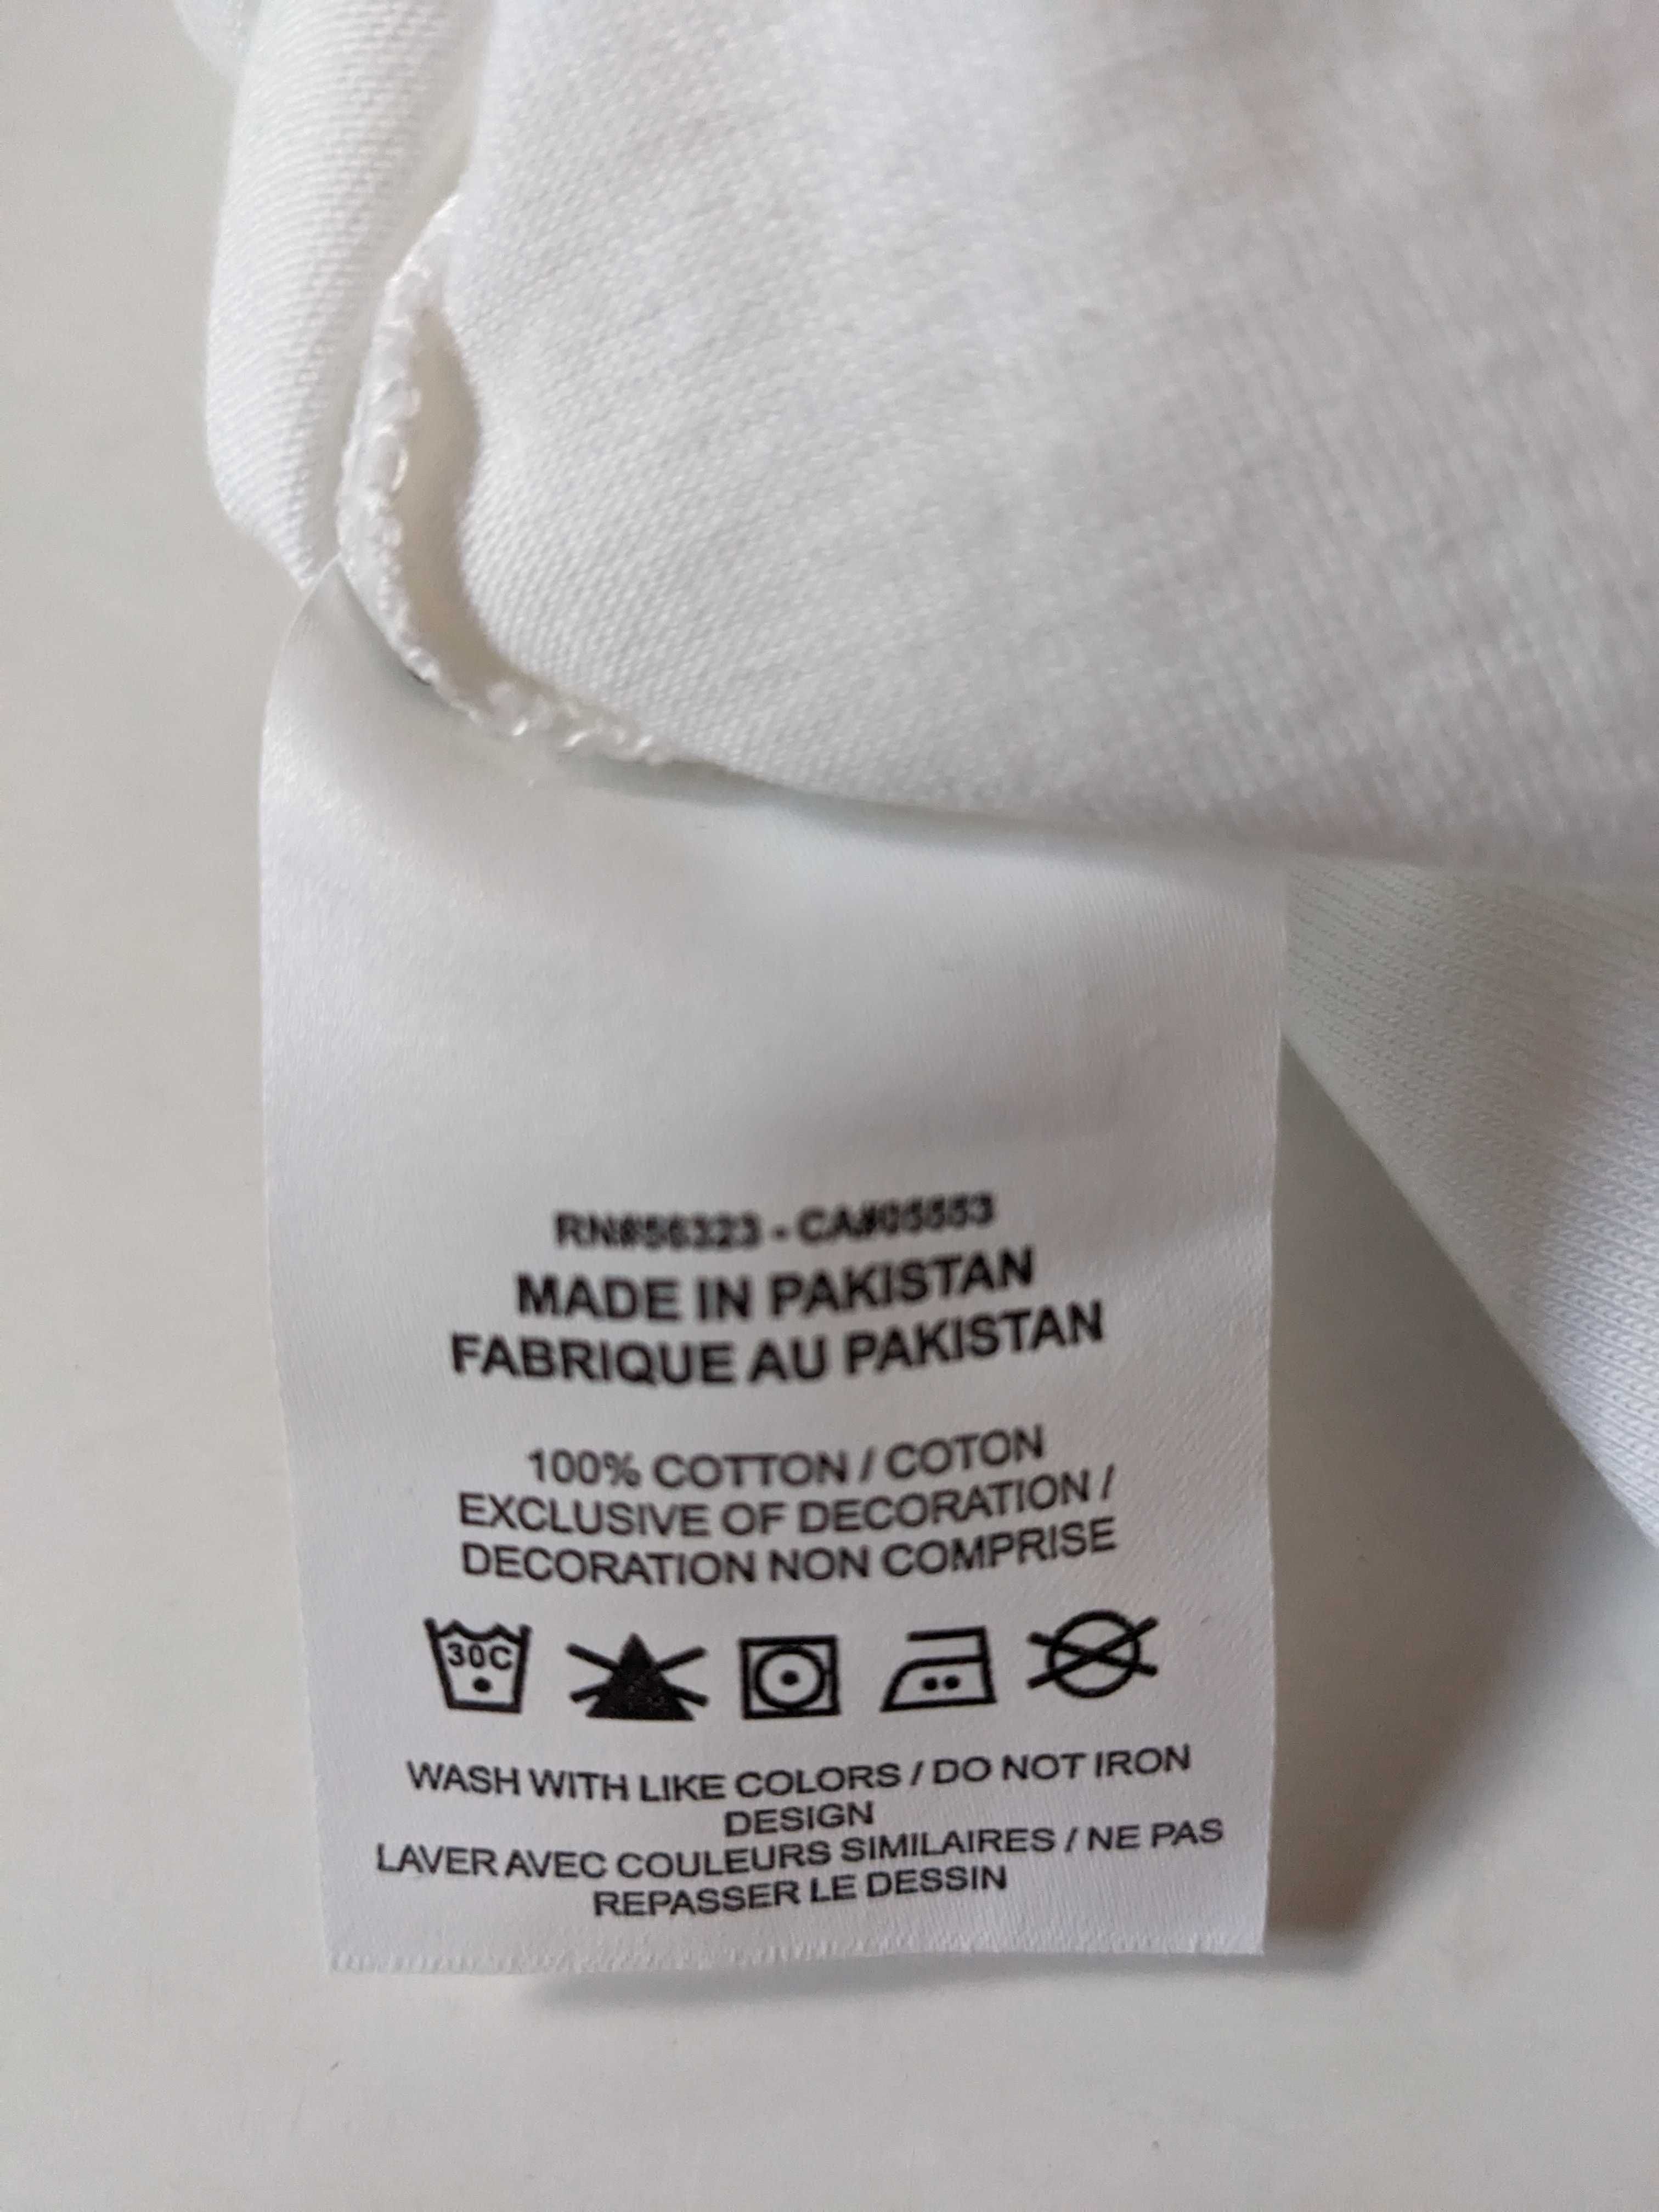 RN#56323 - CA#05553
MADE IN PAKISTAN
FABRIQUE AU PAKISTAN
100% COTTON / COTON
EXCLUSIVE OF DECORATION /
DECORATION NON COMPRISE
30C
WASH WITH LIKE COLORS / DO NOT IRON
DESIGN
LAVER AVEC COULEURS SIMILAIRES / NE PAS
REPASSER LE DESSIN